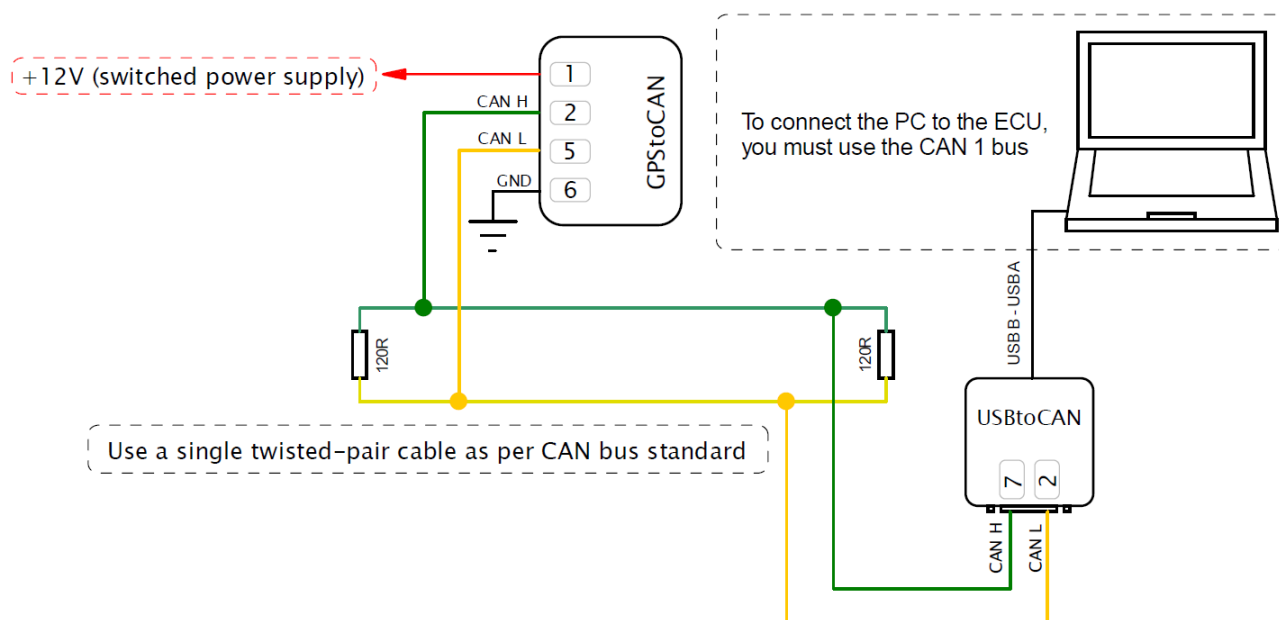 +12V (switched power supply)
1
CAN H
2
CAN L
5
GND
6
GPStoCAN
To connect the PC to the ECU,
you must use the CAN 1 bus
USB B - USB A
120R
120R
Use a single twisted-pair cable as per CAN bus standard
USBtoCAN
7
2
CAN H
CAN L